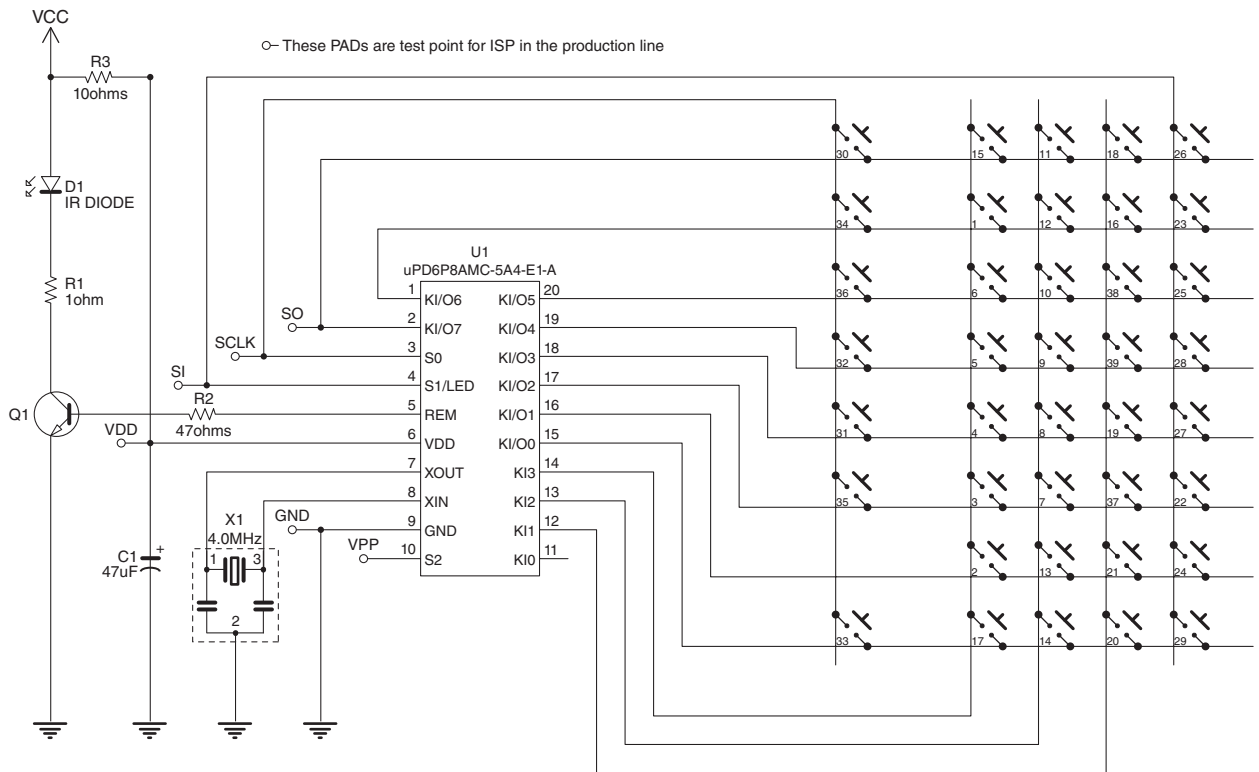 VCC
These PADs are test point for ISP in the production line
R3
10ohms
30 15 11 18 26
D1
IR DIODE
34 1 12 16 23
U1
uPD6P8AMC-5A4-E1-A
R1
1ohm
36 6 10 38 25
1 KI/O6 KI/O5 20
SO 2 KI/O7 KI/O4 19
SCLK 3 S0 KI/O3 18
32 5 9 39 28
SI 4 S1/LED KI/O2 17
Q1 R2 5 REM KI/O1 16
47ohms
31 4 8 19 27
VDD 6 VDD KI/O0 15
7 XOUT KI3 14
8 XIN KI2 13
35 3 7 37 22
GND 9 GND KI1 12
X1
4.0MHz
VPP 10 S2 KI0 11
1 3
C1
47uF
+
2 13 21 24
2
33 17 14 20 29